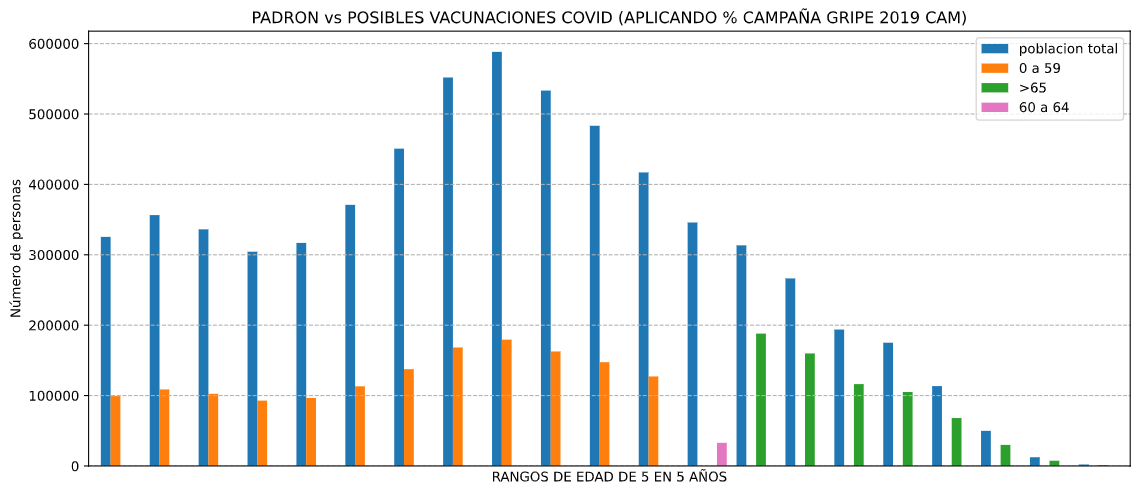 PADRON vs POSIBLES VACUNACIONES COVID (APLICANDO % CAMPAÑA GRIPE 2019 CAM)
poblacion total
0 a 59
>65
60 a 64
Número de personas
600000
500000
400000
300000
200000
100000
0
RANGOS DE EDAD DE 5 EN 5 AÑOS